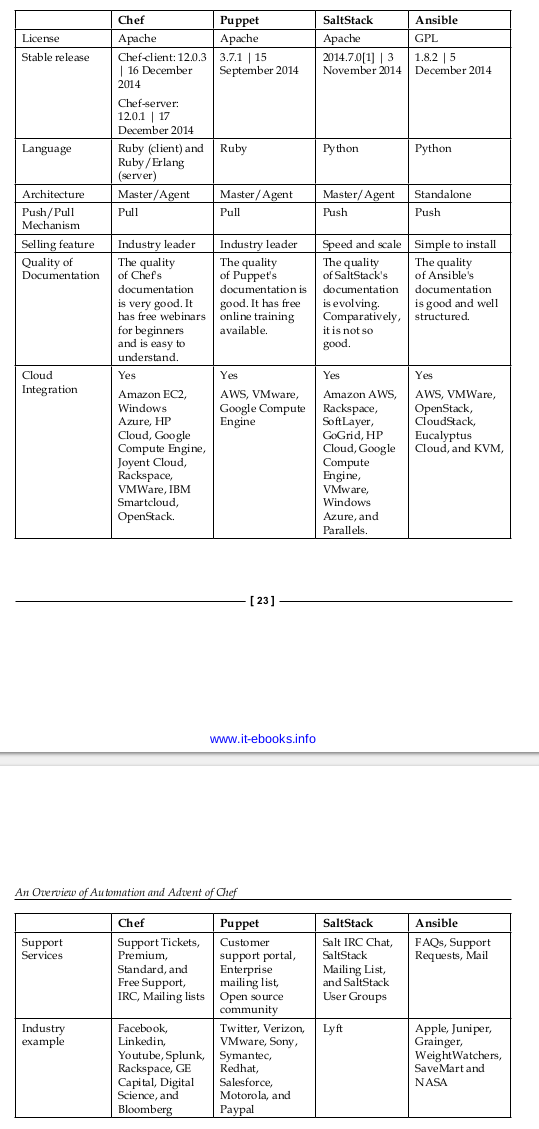 Chef Puppet SaltStack Ansible
License Apache Apache Apache GPL
Stable release
Chef-client: 12.0.3
| 16 December
2014
Chef-server:
12.0.1 | 17
December 2014
3.7.1 | 15
September 2014
2014.7.0[1] | 3
November 2014
1.8.2 | 5
December 2014
Language
Ruby (client) and
Ruby/Erlang
(server)
Ruby
Python
Python
Architecture Master/Agent Master/Agent Master/Agent Standalone
Push/Pull
Mechanism
Pull
Pull
Push
Push
Selling feature Industry leader Industry leader Speed and scale Simple to install
Quality of
Documentation
The quality
of Chef's
documentation
is very good. It
has free webinars
for beginners
and is easy to
understand.
The quality
of Puppet's
documentation is
good. It has free
online training
available.
The quality
of SaltStack's
documentation
is evolving.
Comparatively,
it is not so
good.
The quality
of Ansible's
documentation
is good and well
structured.
Cloud
Integration
Yes
Amazon EC2,
Windows
Azure, HP
Cloud, Google
Compute Engine,
Joyent Cloud,
Rackspace,
VMWare, IBM
Smartcloud,
OpenStack.
Yes
AWS, VMware,
Google Compute
Engine
Yes
Amazon AWS,
Rackspace,
SoftLayer,
GoGrid, HP
Cloud, Google
Compute
Engine,
VMware,
Windows
Azure, and
Parallels.
Yes
AWS, VMWare,
OpenStack,
CloudStack,
Eucalyptus
Cloud, and KVM,
[ 23 ]
www.it-ebooks.info
An Overview of Automation and Advent of Chef
Chef Puppet SaltStack Ansible
Support
Services
Support Tickets,
Premium,
Standard, and
Free Support,
IRC, Mailing lists
Customer
support portal,
Enterprise
mailing list,
Open source
community
Salt IRC Chat,
SaltStack
Mailing List,
and SaltStack
User Groups
FAQs, Support
Requests, Mail
Industry
example
Facebook,
Linkedin,
Youtube, Splunk,
Rackspace, GE
Capital, Digital
Science, and
Bloomberg
Twitter, Verizon,
VMware, Sony,
Symantec,
Redhat,
Salesforce,
Motorola, and
Paypal
Lyft
Apple, Juniper,
Grainger,
WeightWatchers,
SaveMart and
NASA